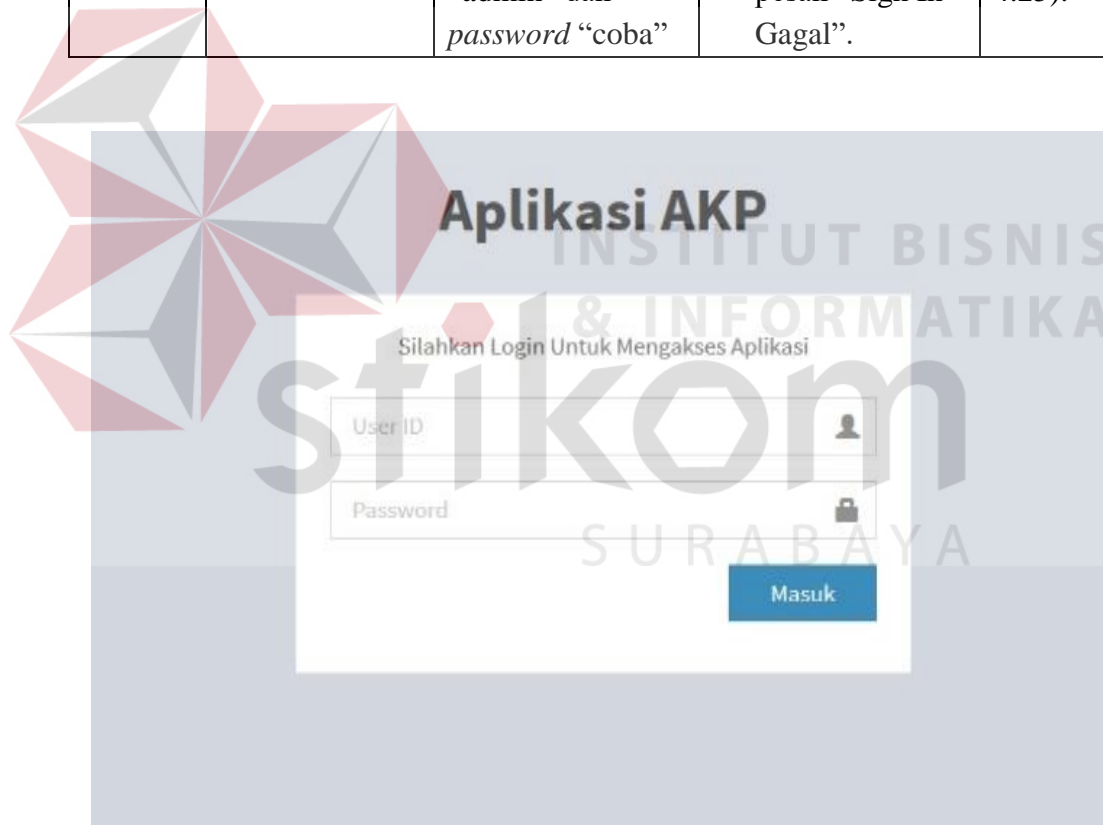 password “coba”
Gagal”.
Aplikasi AKP
INSTITUT BISNIS
& INFORMATIKA
Silahkan Login Untuk Mengakses Aplikasi
stikom
User ID
Password
SURABAYA
Masuk